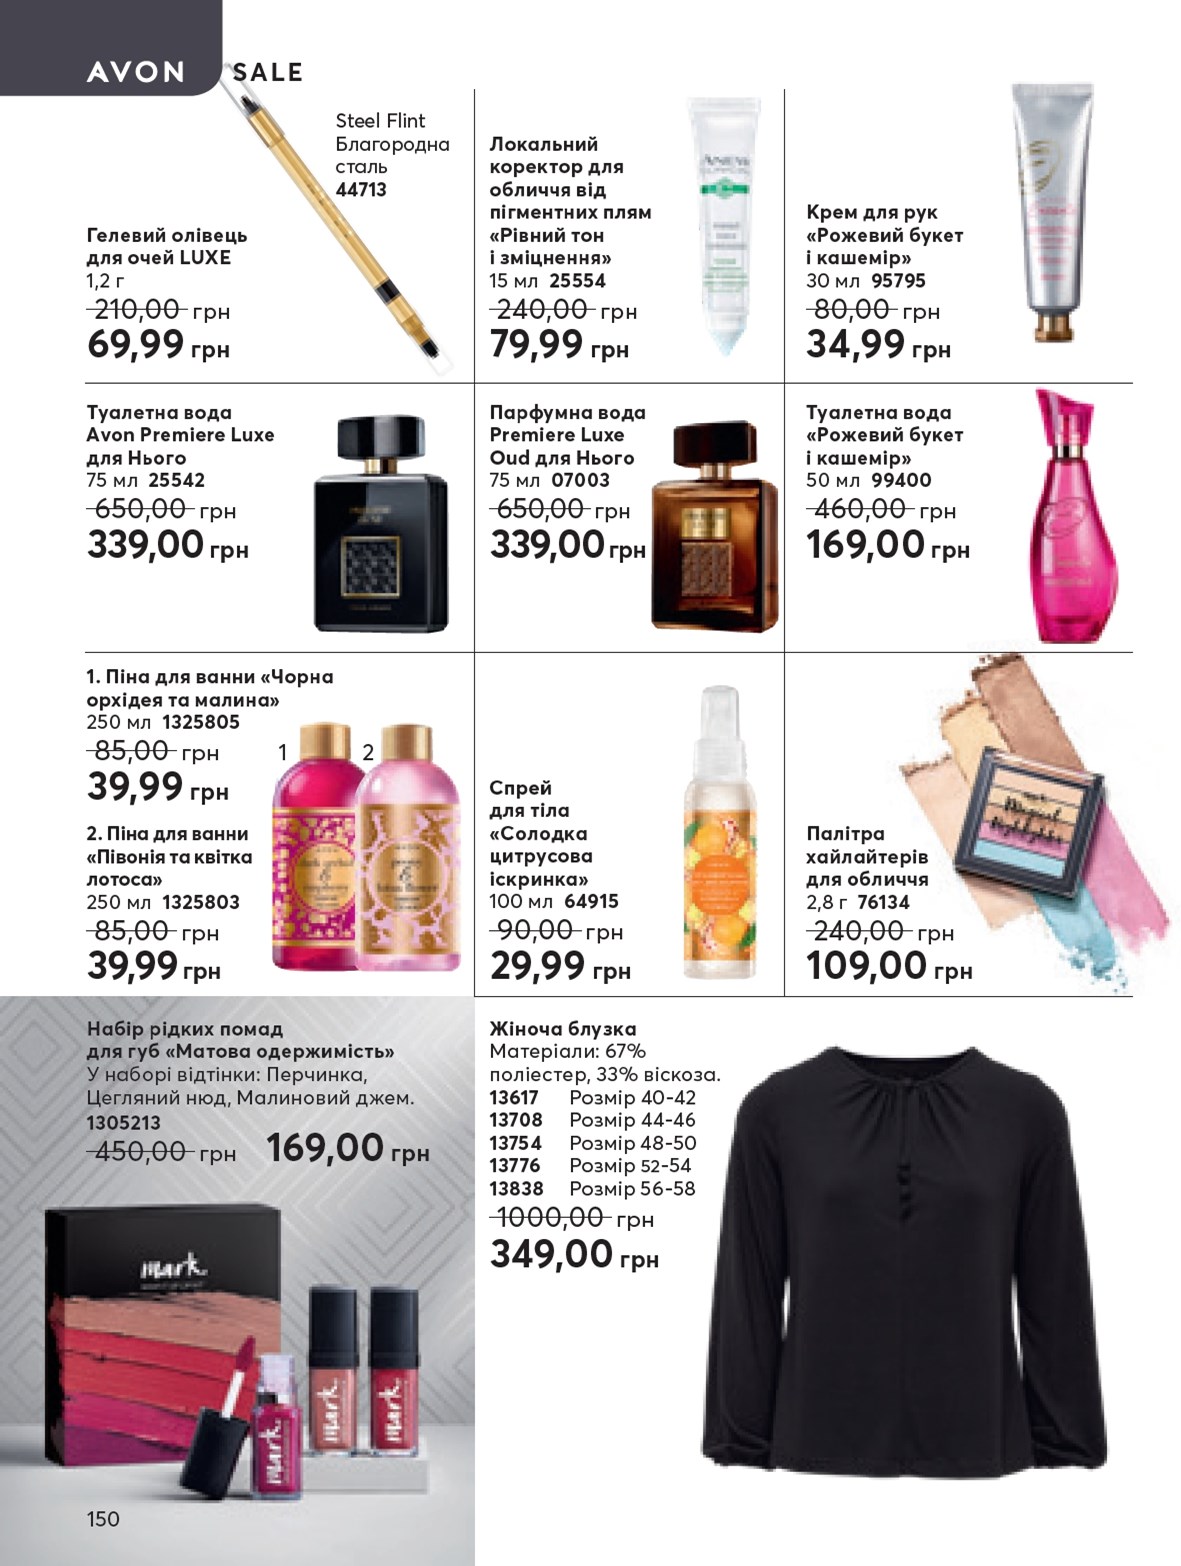 AVON SALE
Steel Flint
Благородна
сталь
44713
Гелевий олівець
для очей LUXE
1,2 г
210,00 грн
69,99 грн
Локальний
коректор для
обличчя від
пігментних плям
«Рівний тон
і зміцнення»
15 мл 25554
240,00 грн
79,99 грн
Крем для рук
«Рожевий букет
і кашемір»
30 мл 95795
80,00 грн
34,99 грн
Туалетна вода
Avon Premiere Luxe
для Нього
75 мл 25542
650,00 грн
339,00 грн
Парфумна вода
Premiere Luxe
Oud для Нього
75 мл 07003
650,00 грн
339,00 грн
Туалетна вода
«Рожевий букет
і кашемір»
50 мл 99400
460,00 грн
169,00 грн
1. Піна для ванни «Чорна
орхідея та малина»
250 мл 1325805
85,00 грн
39,99 грн
1 2
2. Піна для ванни
«Півонія та квітка
лотоса»
250 мл 1325803
85,00 грн
39,99 грн
Спрей
для тіла
«Солодка
цитрусова
іскринка»
100 мл 64915
90,00 грн
29,99 грн
Палітра
хайлайтерів
для обличчя
2,8 г 76134
240,00 грн
109,00 грн
Набір рідких помад
для губ «Матова одержимість»
У наборі відтінки: Перчинка,
Цегляний нюд, Малиновий джем.
1305213
450,00 грн 169,00 грн
mark.
mark.
mark.
mark.
Жіноча блузка
Матеріали: 67%
поліестер, 33% віскоза.
13617 Розмір 40-42
13708 Розмір 44-46
13754 Розмір 48-50
13776 Розмір 52-54
13838 Розмір 56-58
1000,00 грн
349,00 грн
150